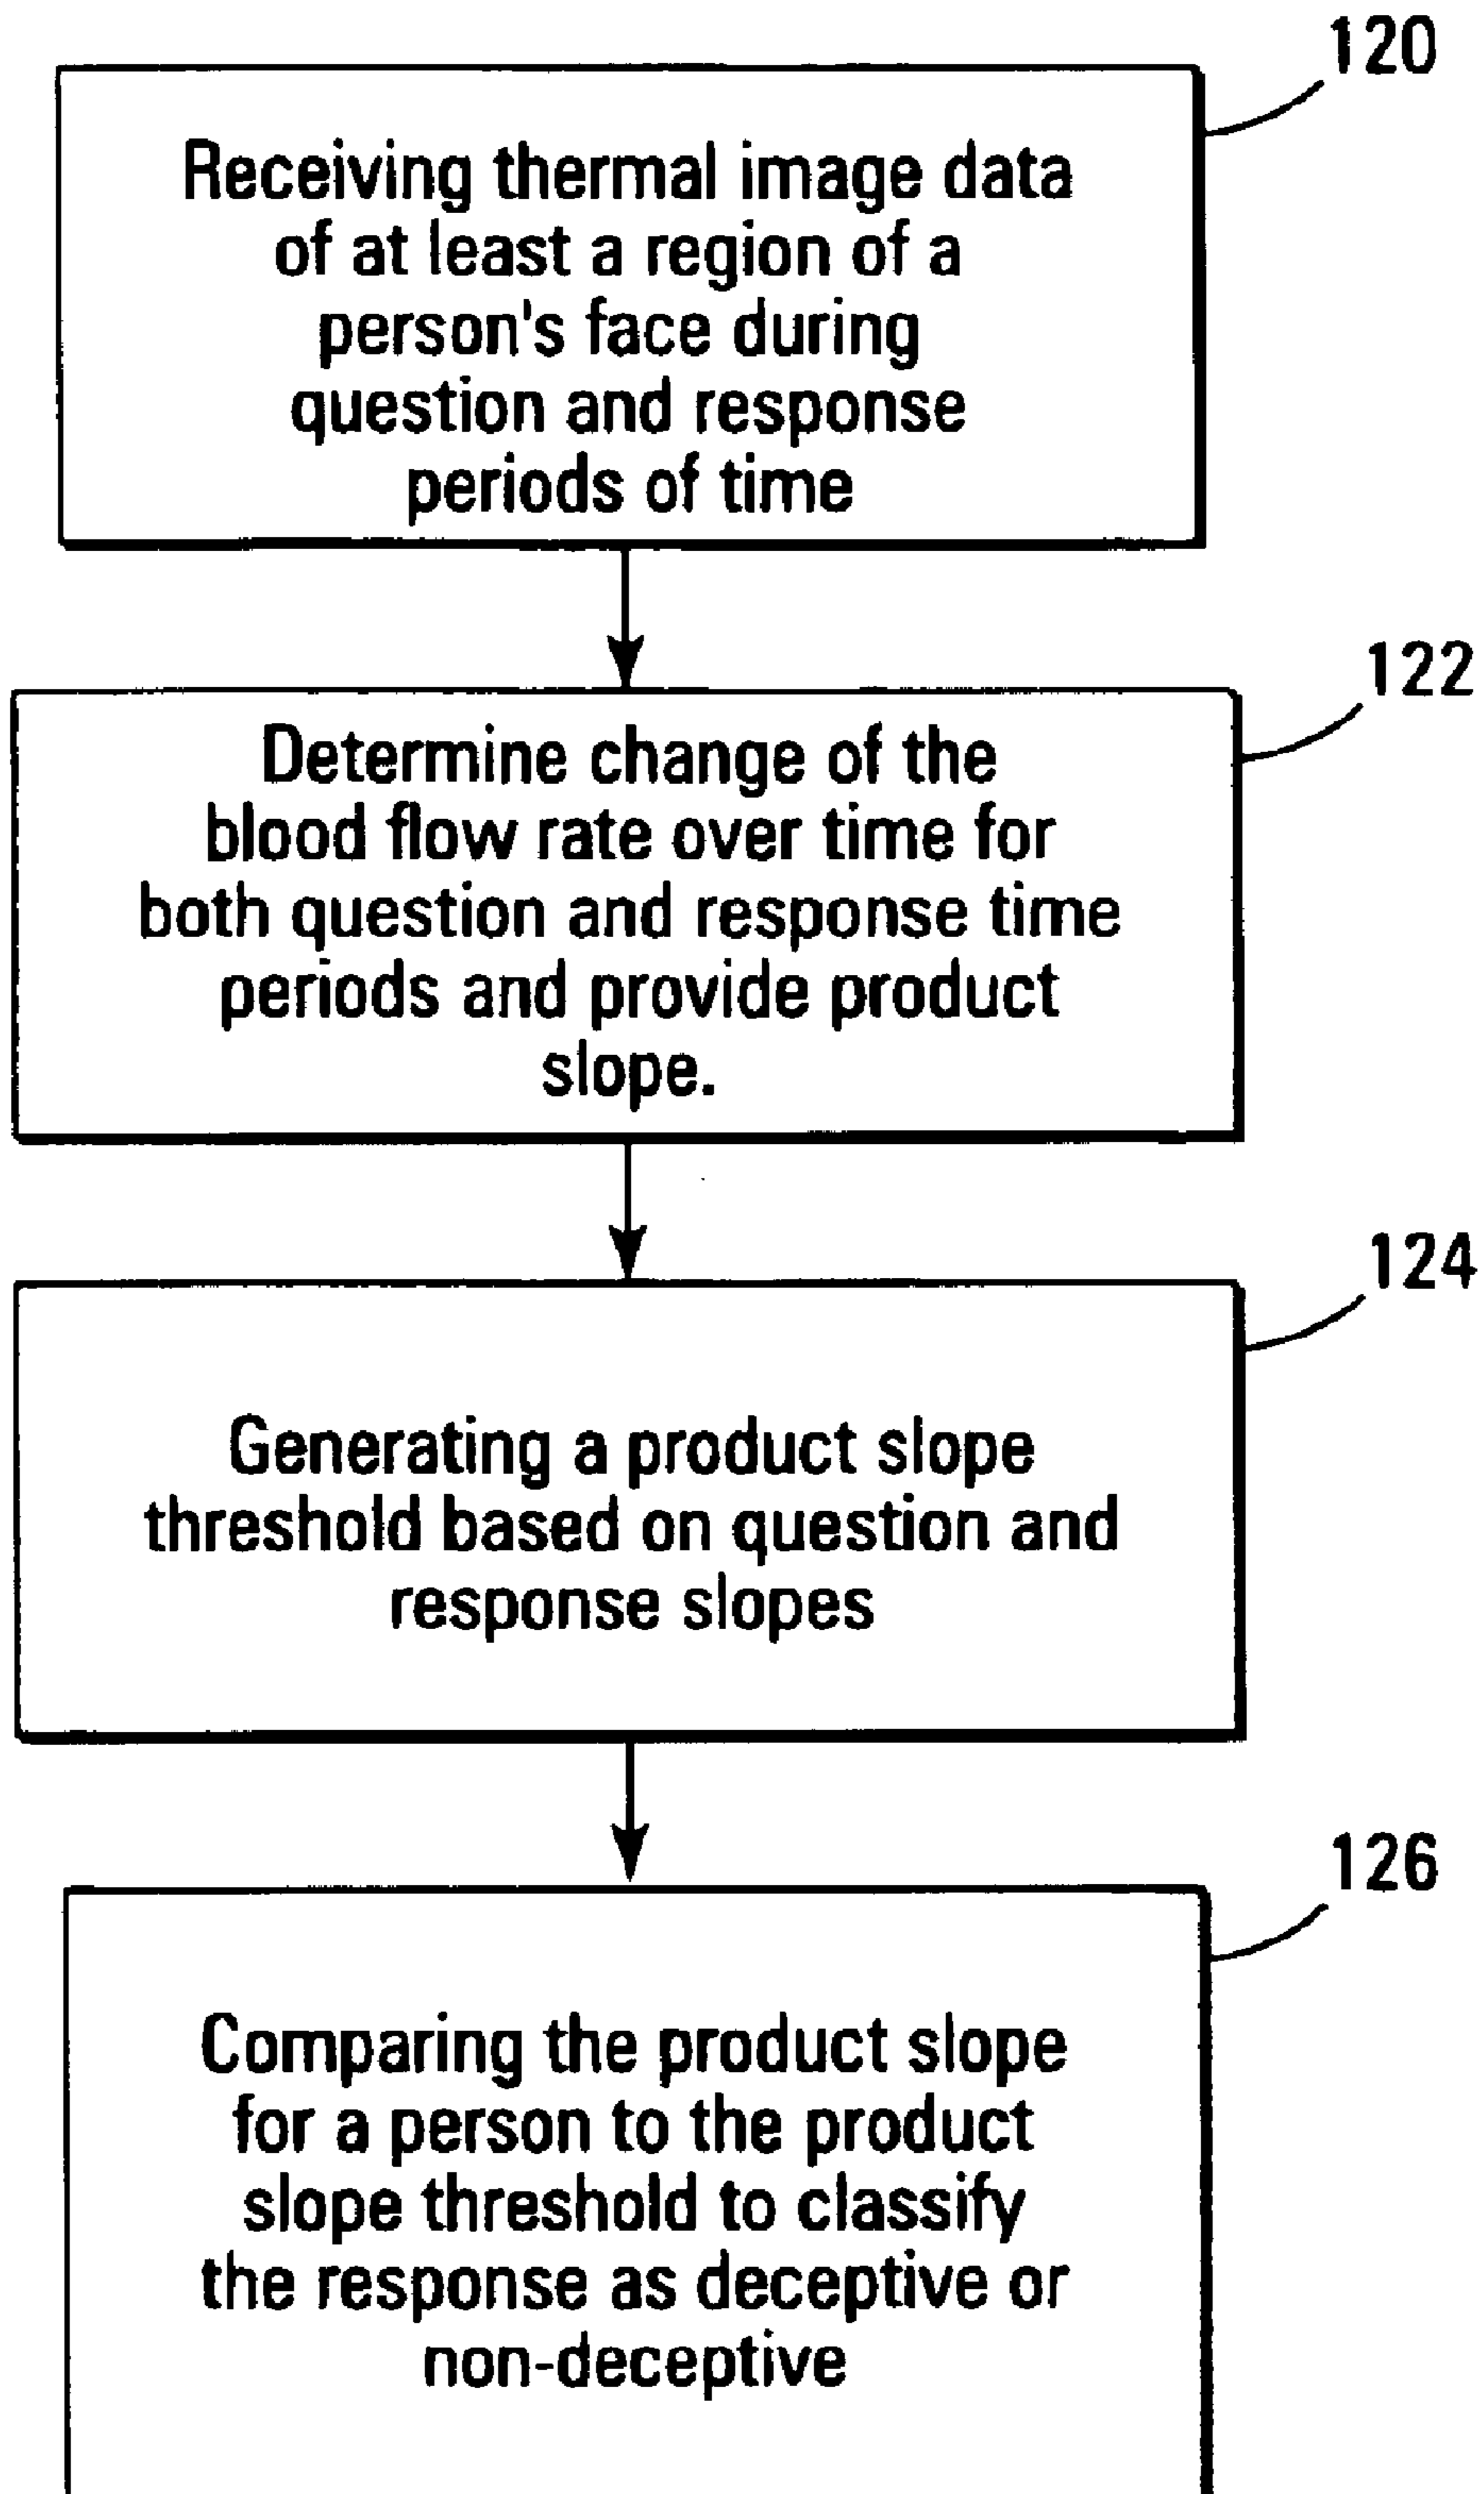 120
Receiving thermal image data
of at least a region of a
person's face during
question and response
periods of time
122
Determine change of the
blood flow rate over time for
both question and response time
periods and provide product
slope.
124
Generating a product slope
threshold based on question and
response slopes
126
Comparing the product slope
for a person to the product
slope threshold to classify
the response as deceptive or
non-deceptive